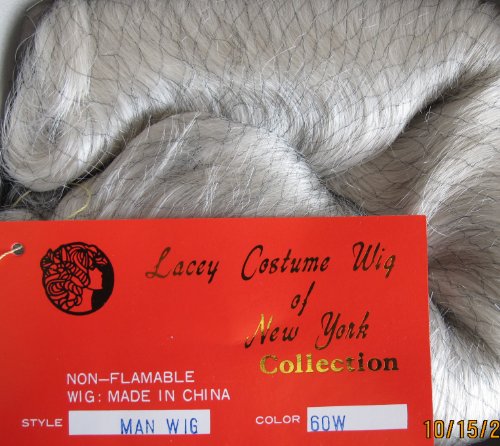 Lacey Costume Wig
of
New York
Collection
NON-FLAMABLE
WIG: MADE IN CHINA
STYLE MAN WIG COLOR 60W
10/15/2